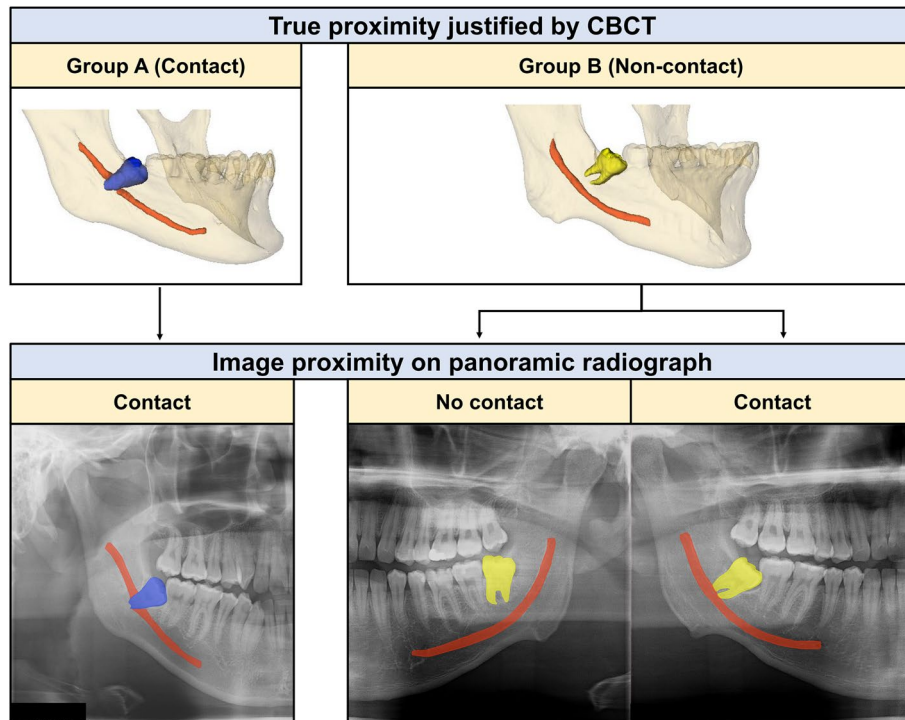 True proximity justified by CBCT
Group A (Contact)
Group B (Non-contact)
Image proximity on panoramic radiograph
Contact
No contact
Contact